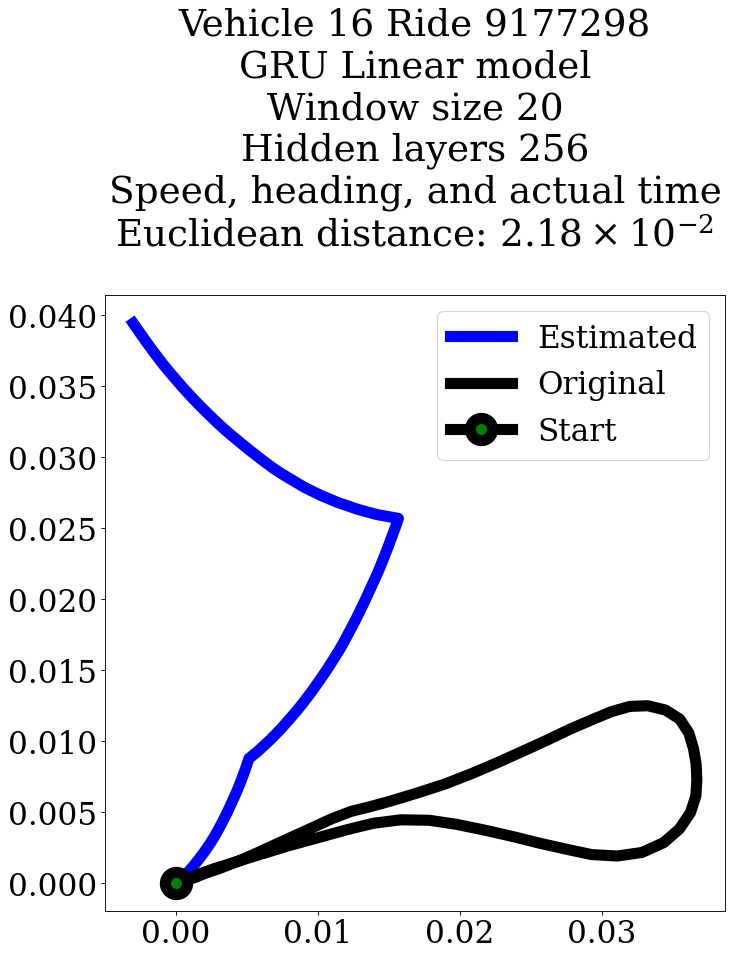 Vehicle 16 Ride 9177298
GRU Linear model
Window size 20
Hidden layers 256
Speed, heading, and actual time
Euclidean distance: 2.18 × 10⁻²
Estimated
Original
Start
0.040
0.035
0.030
0.025
0.020
0.015
0.010
0.005
0.000
0.00 0.01 0.02 0.03